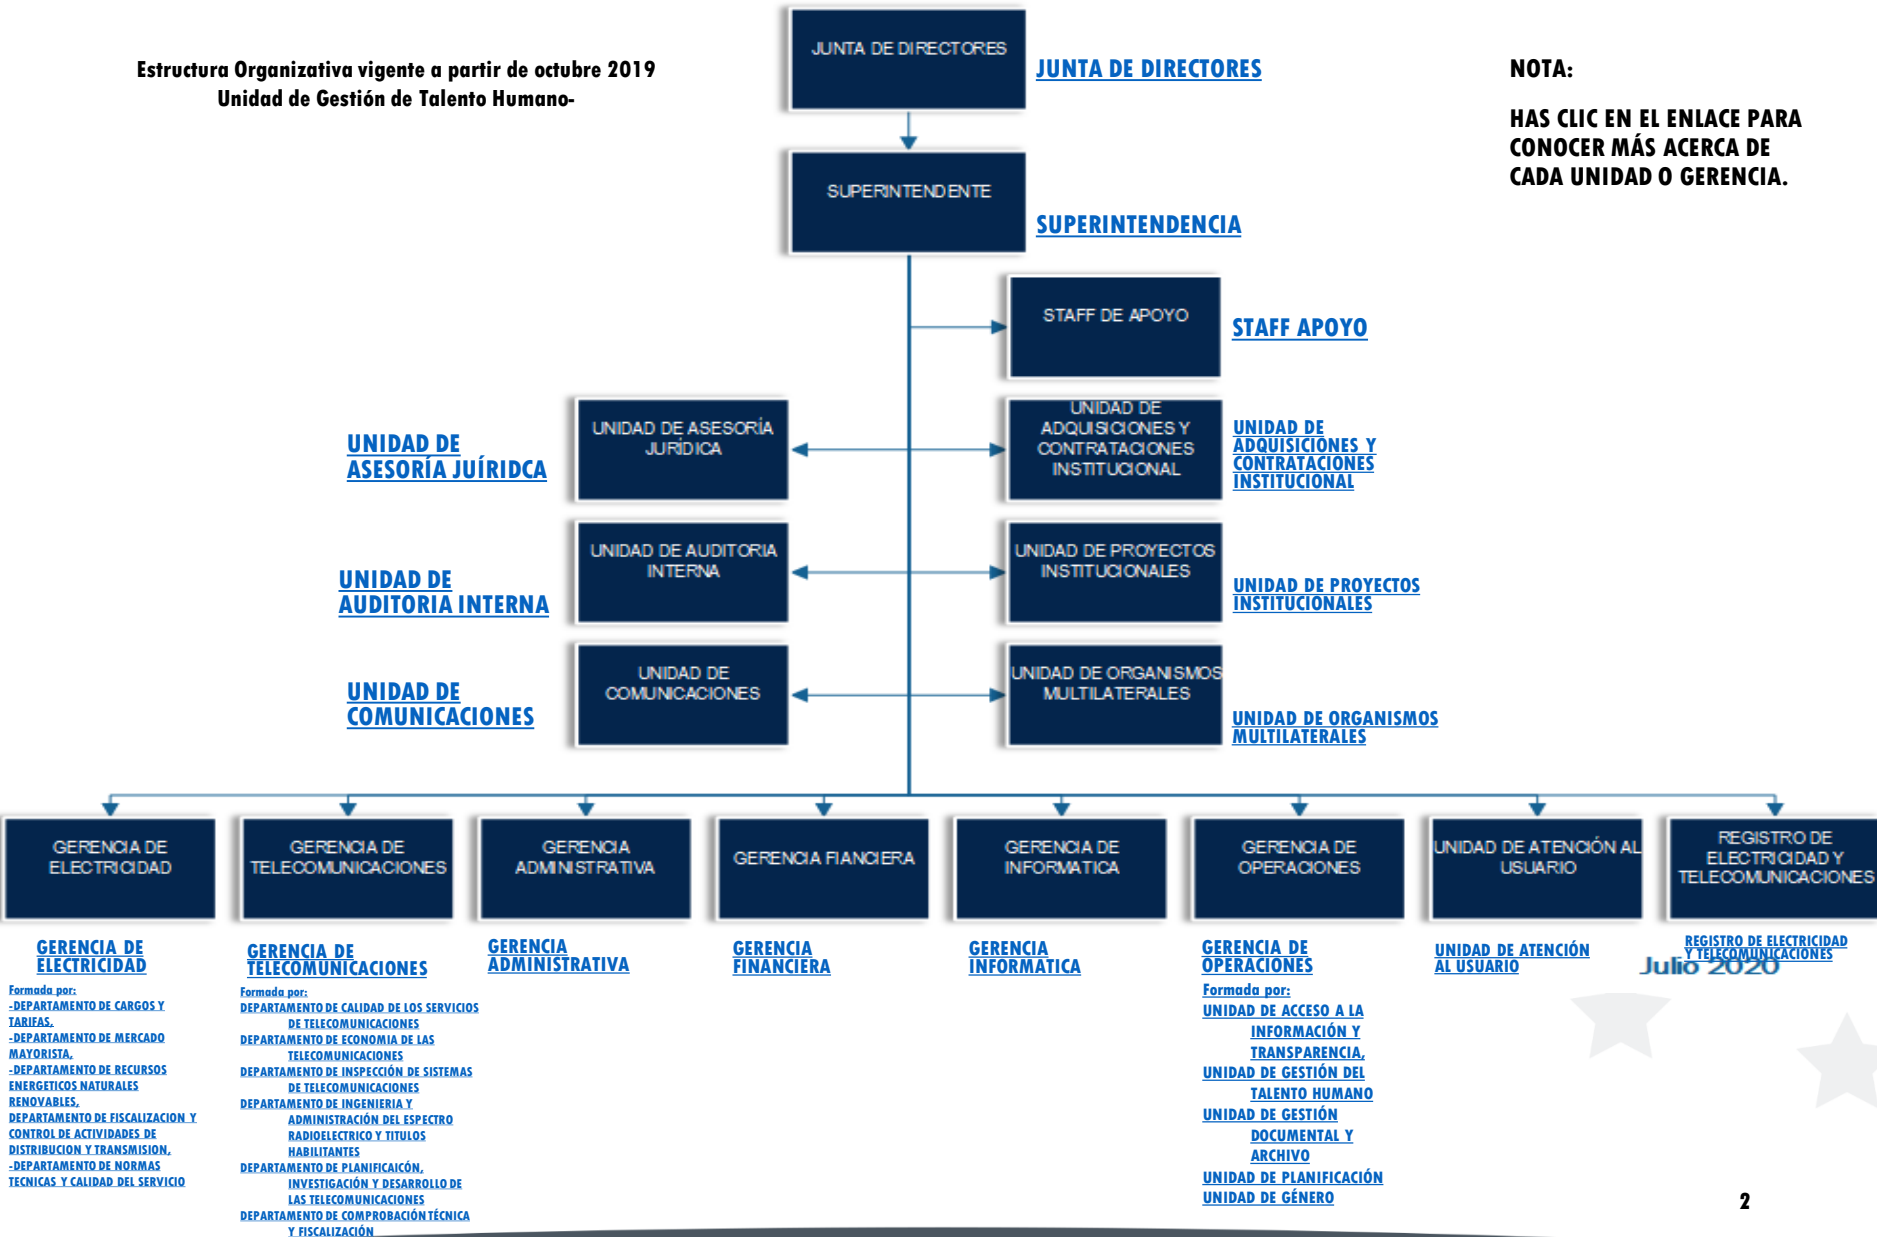 JUNTA DE DIRECTORES
Estructura Organizativa vigente a partir de octubre 2019
Unidad de Gestión de Talento Humano-
JUNTA DE DIRECTORES
NOTA:
HAS CLIC EN EL ENLACE PARA
CONOCER MÁS ACERCA DE
CADA UNIDAD O GERENCIA.
SUPERINTENDENTE
SUPERINTENDENCIA
STAFF DE APOYO
STAFF APOYO
UNIDAD DE
ASESORÍA JUÍRIDCA
UNIDAD DE ASESORÍA
JURÍDICA
UNIDAD DE
ADQUISICIONES Y
CONTRATACIONES
INSTITUCIONAL
UNIDAD DE
ADQUISICIONES Y
CONTRATACIONES
INSTITUCIONAL
UNIDAD DE
AUDITORIA INTERNA
UNIDAD DE AUDITORIA
INTERNA
UNIDAD DE PROYECTOS
INSTITUCIONALES
UNIDAD DE PROYECTOS
INSTITUCIONALES
UNIDAD DE
COMUNICACIONES
UNIDAD DE
COMUNICACIONES
UNIDAD DE ORGANISMOS
MULTILATERALES
UNIDAD DE ORGANISMOS
MULTILATERALES
GERENCIA DE
ELECTRICIDAD
GERENCIA DE
TELECOMUNICACIONES
GERENCIA
ADMINISTRATIVA
GERENCIA FIANCIERA
GERENCIA DE
INFORMATICA
GERENCIA DE
OPERACIONES
UNIDAD DE ATENCIÓN AL
USUARIO
REGISTRO DE
ELECTRICIDAD Y
TELECOMUNICACIONES
GERENCIA DE
ELECTRICIDAD
Formada por:
-DEPARTAMENTO DE CARGOS Y
TARIFAS,
-DEPARTAMENTO DE MERCADO
MAYORISTA,
-DEPARTAMENTO DE RECURSOS
ENERGETICOS NATURALES
RENOVABLES,
DEPARTAMENTO DE FISCALIZACION Y
CONTROL DE ACTIVIDADES DE
DISTRIBUCION Y TRANSMISION,
-DEPARTAMENTO DE NORMAS
TECNICAS Y CALIDAD DEL SERVICIO
GERENCIA DE
TELECOMUNICACIONES
Formada por:
DEPARTAMENTO DE CALIDAD DE LOS SERVICIOS
DE TELECOMUNICACIONES
DEPARTAMENTO DE ECONOMIA DE LAS
TELECOMUNICACIONES
DEPARTAMENTO DE INSPECCIÓN DE SISTEMAS
DE TELECOMUNICACIONES
DEPARTAMENTO DE INGENIERIA Y
ADMINISTRACIÓN DEL ESPECTRO
RADIOELECTRICO Y TITULOS
HABILITANTES
DEPARTAMENTO DE PLANIFICAICÓN,
INVESTIGACIÓN Y DESARROLLO DE
LAS TELECOMUNICACIONES
DEPARTAMENTO DE COMPROBACIÓN TÉCNICA
Y FISCALIZACIÓN
GERENCIA
ADMINISTRATIVA
GERENCIA
FINANCIERA
GERENCIA
INFORMATICA
GERENCIA DE
OPERACIONES
Formada por:
UNIDAD DE ACCESO A LA
INFORMACIÓN Y
TRANSPARENCIA,
UNIDAD DE GESTIÓN DEL
TALENTO HUMANO
UNIDAD DE GESTIÓN
DOCUMENTAL Y
ARCHIVO
UNIDAD DE PLANIFICACIÓN
UNIDAD DE GÉNERO
UNIDAD DE ATENCIÓN
AL USUARIO
REGISTRO DE ELECTRICIDAD
Y TELECOMUNICACIONES
Julio 2020
2